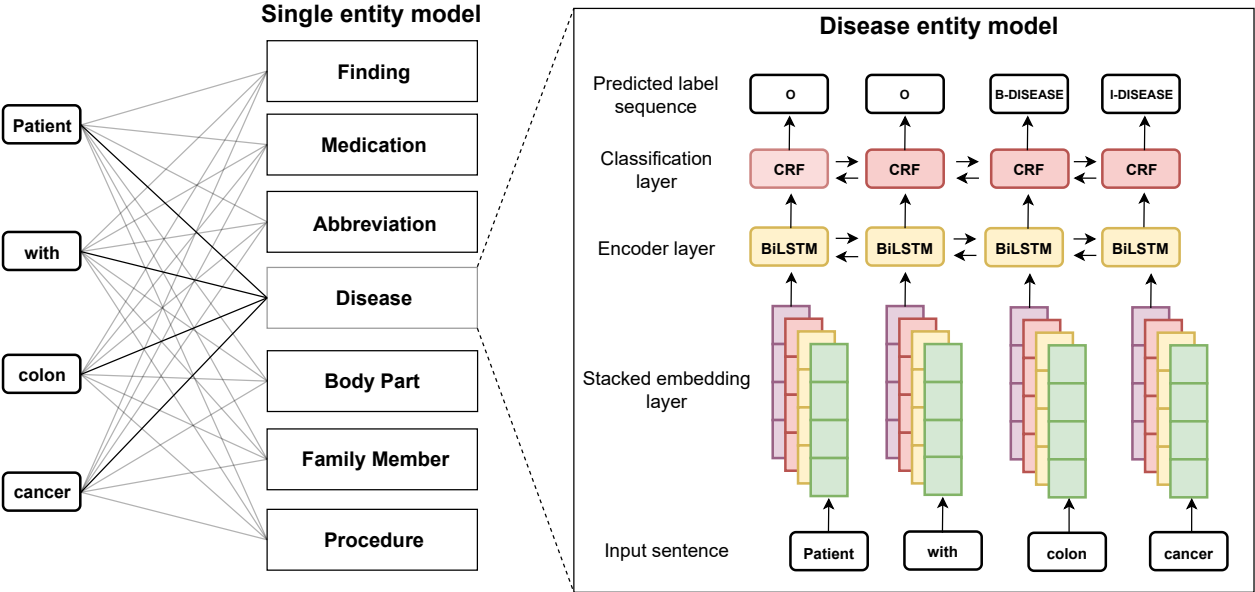 Single entity model
Patient
with
colon
cancer
Finding
Medication
Abbreviation
Disease
Body Part
Family Member
Procedure
Disease entity model
Predicted label
sequence
O
O
B-DISEASE
I-DISEASE
Classification
layer
CRF
CRF
CRF
CRF
Encoder layer
BiLSTM
BiLSTM
BiLSTM
BiLSTM
Stacked embedding
layer
Input sentence
Patient
with
colon
cancer